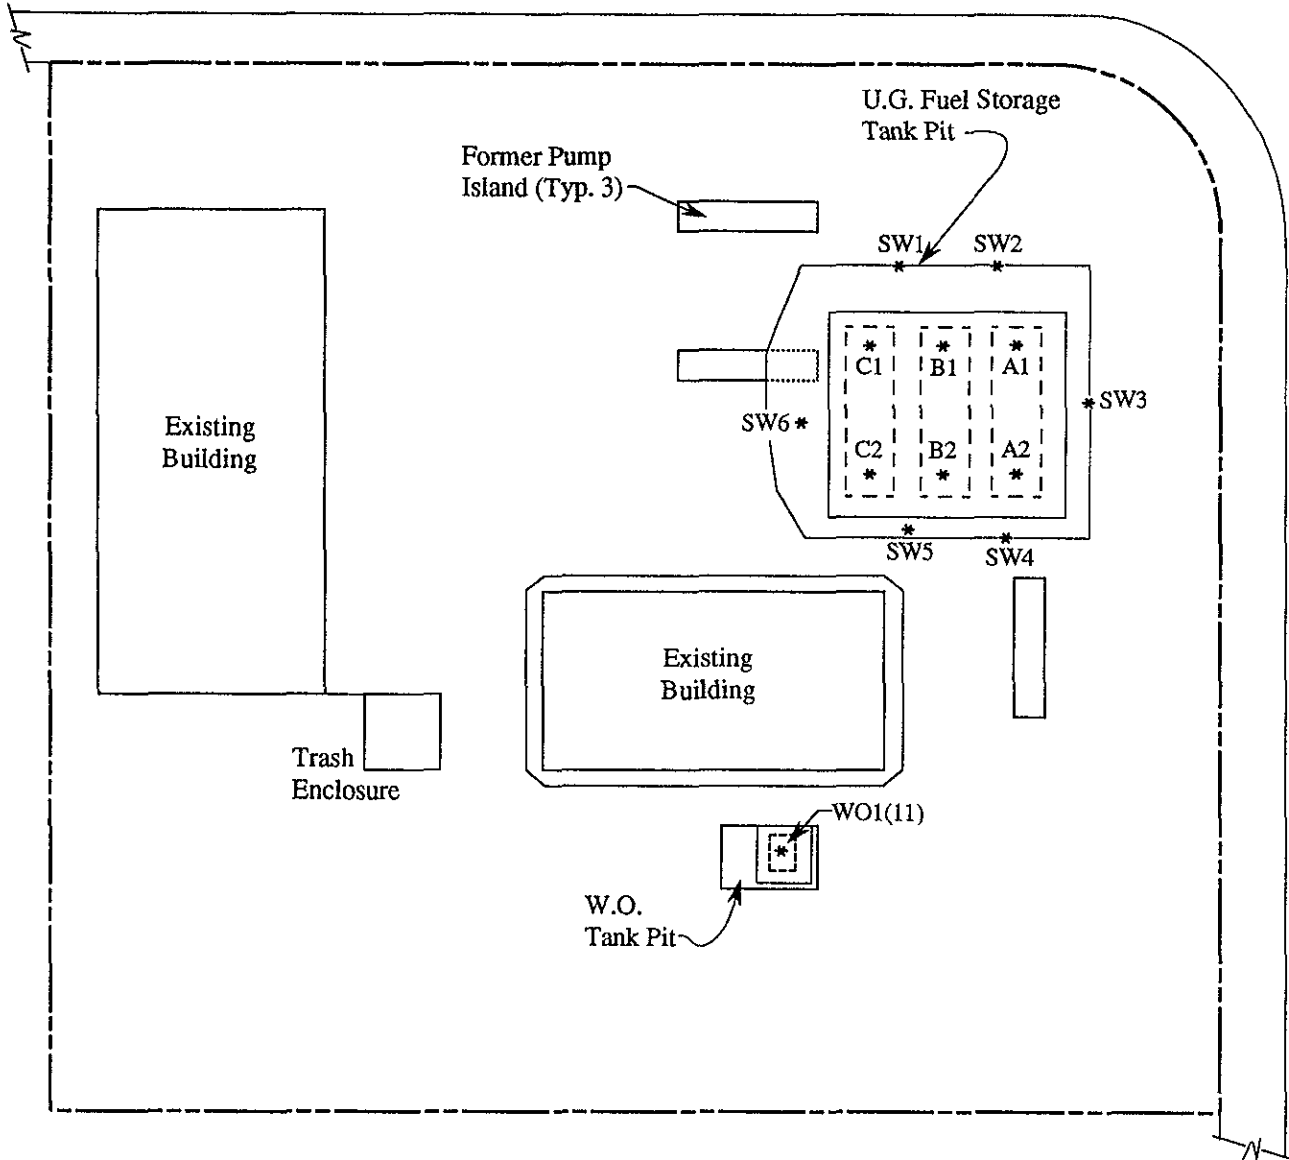 U.G. Fuel Storage
Tank Pit
Former Pump
Island (Typ. 3)
SW1
SW2
C1
B1
A1
SW3
SW6
Existing
Building
C2
B2
A2
SW5
SW4
Existing
Building
Trash
Enclosure
WO1(11)
W.O.
Tank Pit